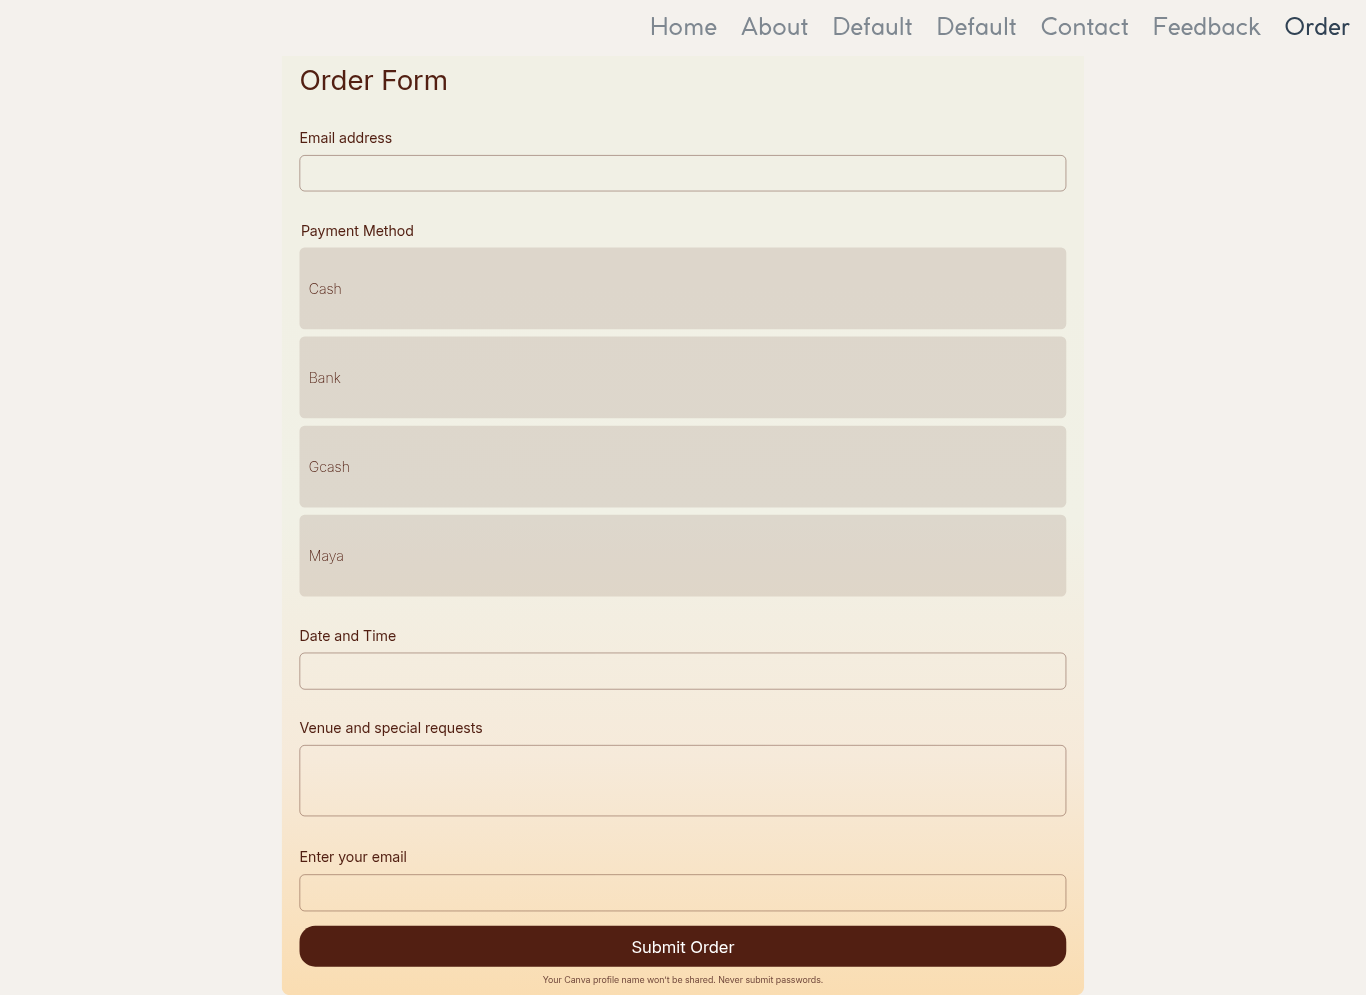 Home About Default Default Contact Feedback Order
Order Form
Email address
Payment Method
Cash
Bank
Gcash
Maya
Date and Time
Venue and special requests
Enter your email
Submit Order
Your Canva profile name won't be shared. Never submit passwords.